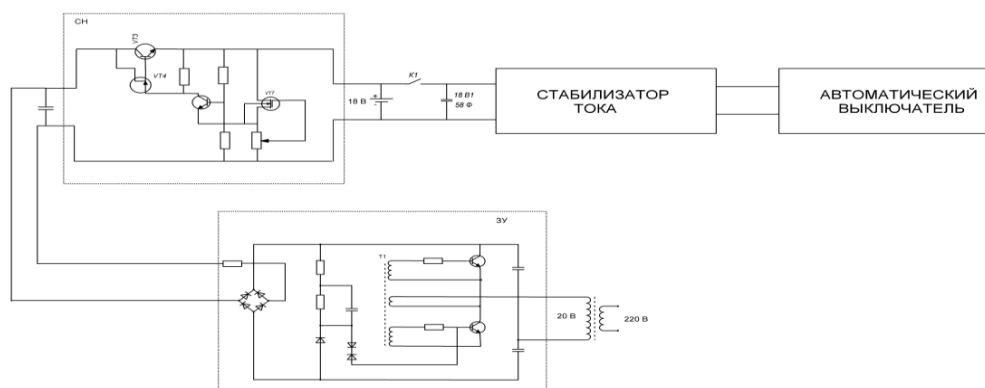 СН
VT3
VT4
VT7
18 В
К1
18 В1
58 Ф
СТАБИЛИЗАТОР
ТОКА
АВТОМАТИЧЕСКИЙ
ВЫКЛЮЧАТЕЛЬ
ЗУ
Т1
20 В
220 В